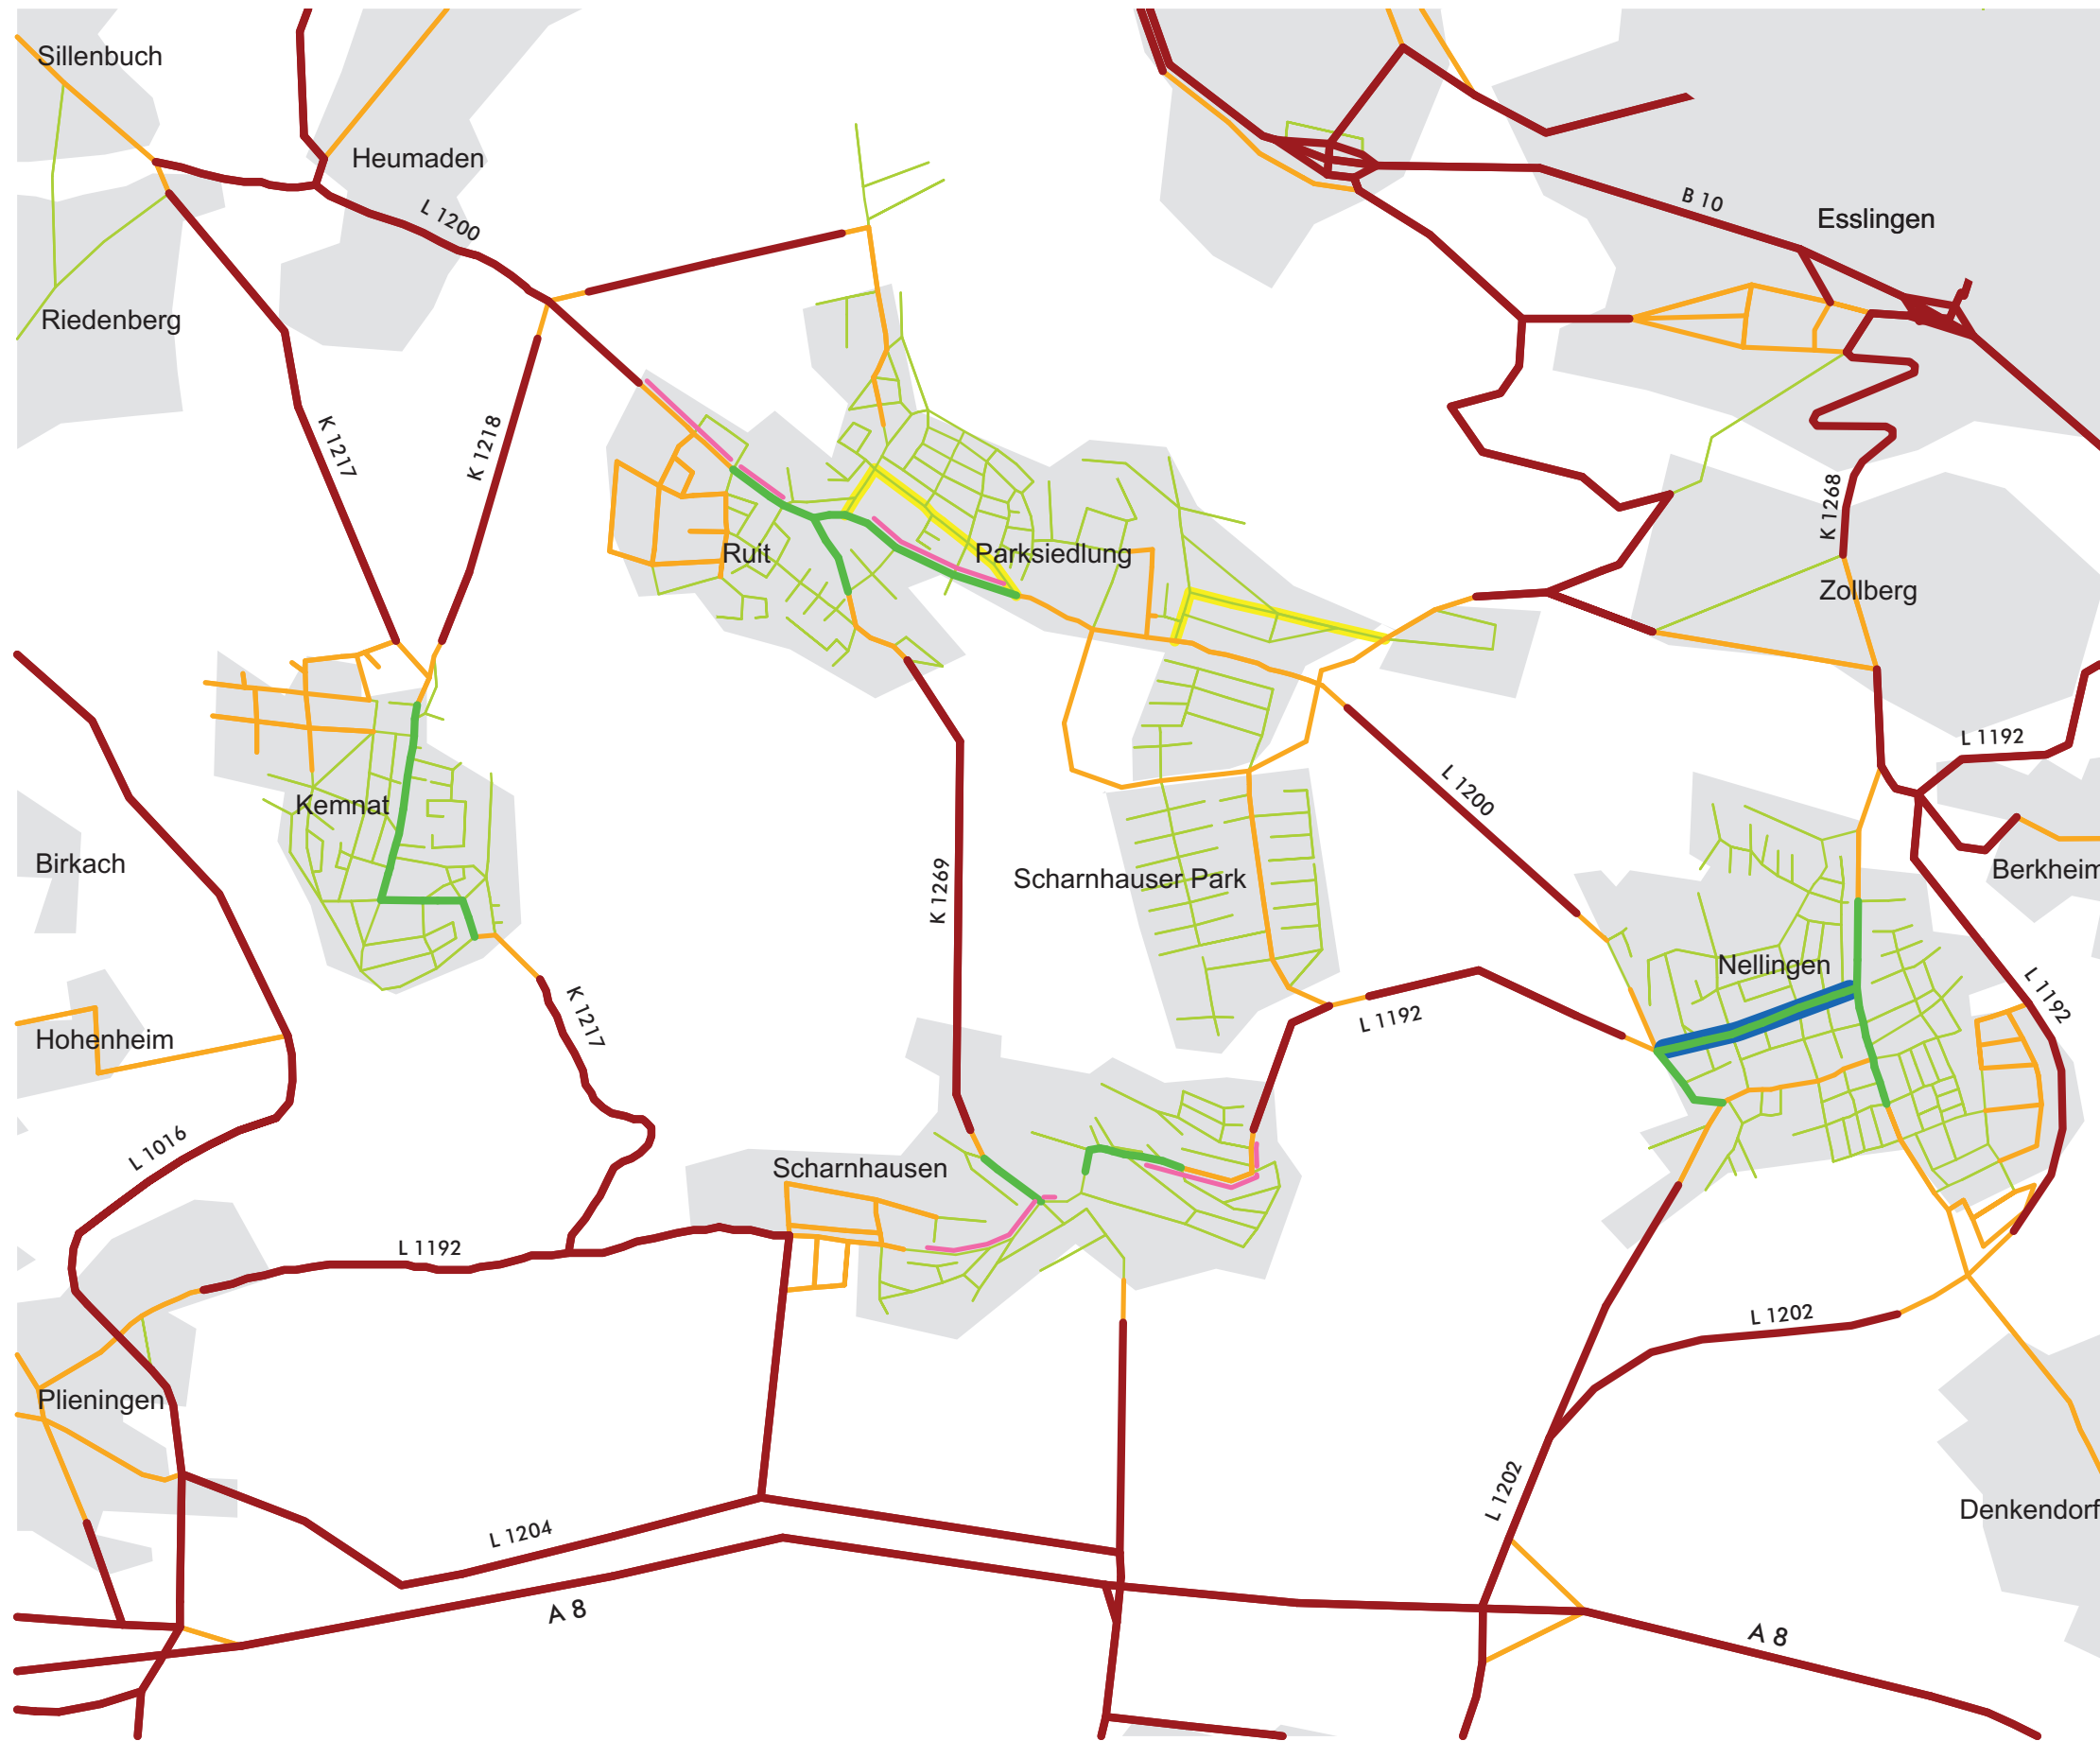 Sillenbuch
Heumaden
L 1200
B 10
Esslingen
Riedenberg
K 1217
K 1218
K 1268
Ruit
Parksiedlung
Zollberg
L 1192
L 1200
Kemnat
Birkach
K 1269
Scharnhauser Park
Berkheim
Nellingen
K 1217
L 1192
L 1192
Hohenheim
L 1016
Scharnhausen
L 1192
L 1202
Plieningen
L 1202
Denkendorf
L 1204
A 8
A 8